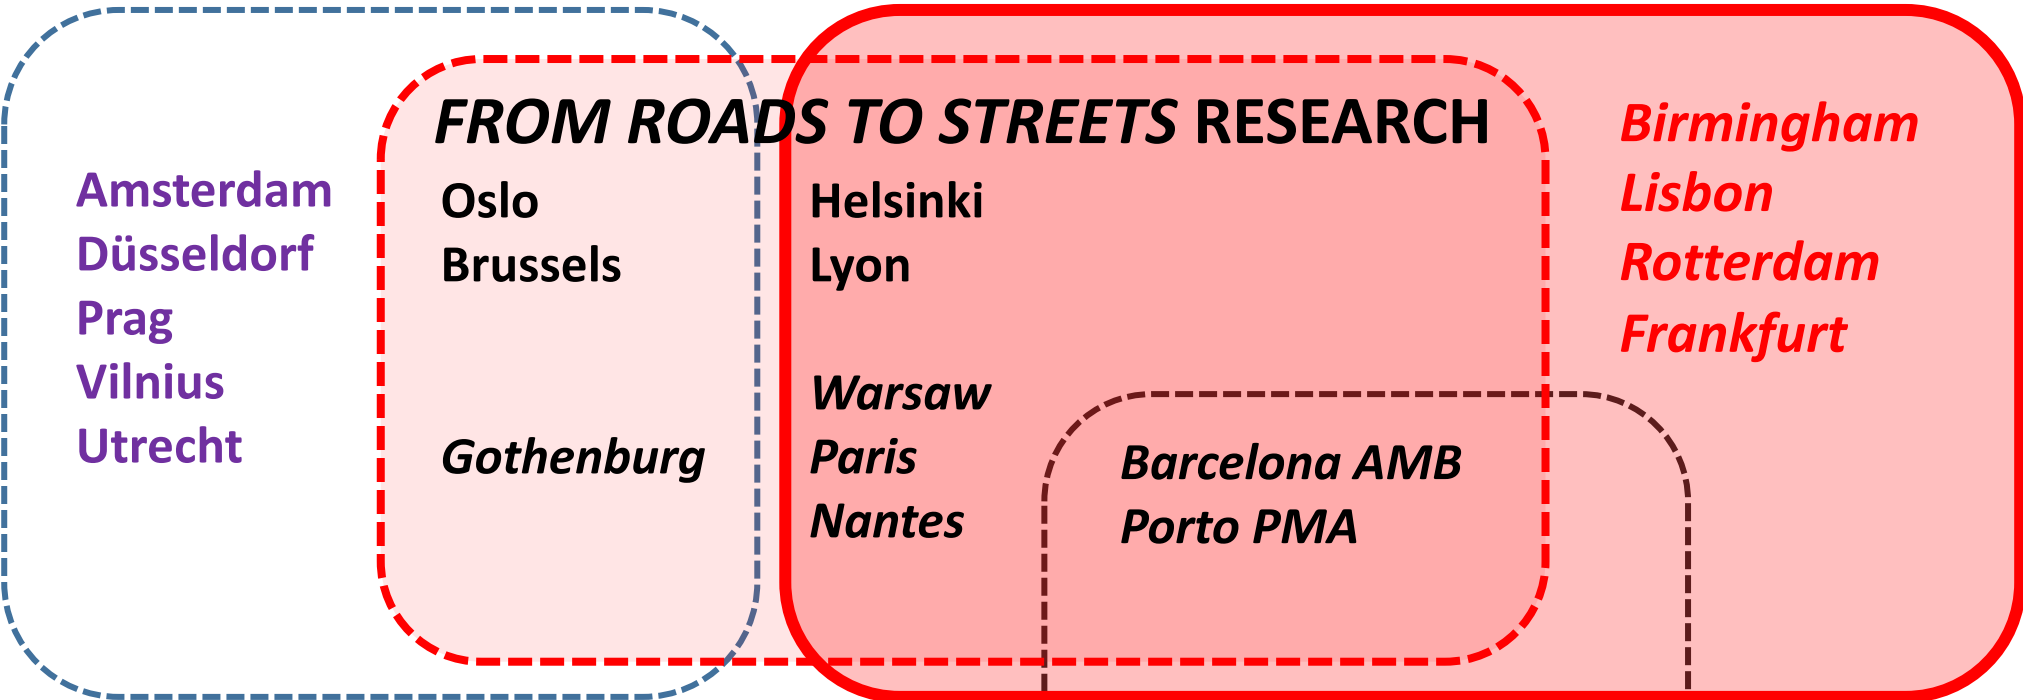 FROM ROADS TO STREETS RESEARCH
Amsterdam
Düsseldorf
Prag
Vilnius
Utrecht
Oslo
Brussels
Gothenburg
Helsinki
Lyon
Warsaw
Paris
Nantes
Barcelona AMB
Porto PMA
Birmingham
Lisbon
Rotterdam
Frankfurt